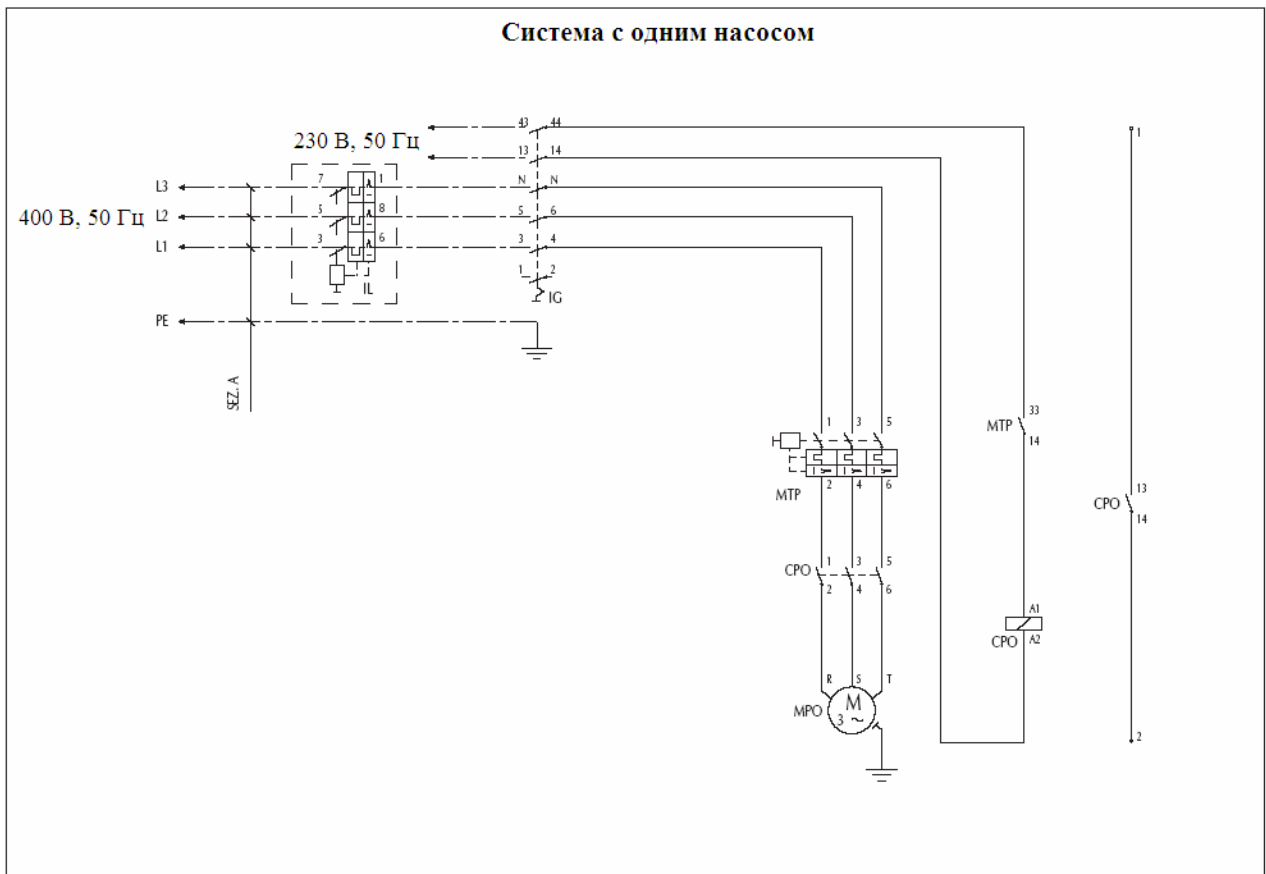 Система с одним насосом
43 44
230 В, 50 Гц
13 14
L3 7 1 N N
400 В, 50 Гц L2 5 8 5 6
L1 3 6 3 4
1 2
IL IG
PE
SEZ. A
1
1 3 5
MTP 33
14
2 4 6
MTP
13
CPO
14
CPO 1 3 5
2 4 6
A1
CPO A2
R S T
MPO M
3 ~
2